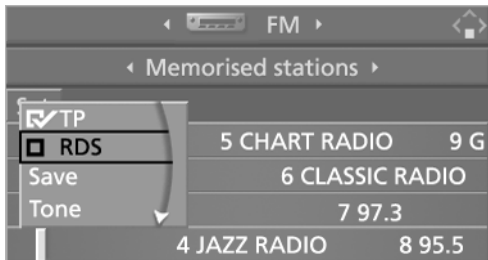 FM
Memorised stations
TP
RDS
5 CHART RADIO 9 G
Save
6 CLASSIC RADIO
Tone
7 97.3
4 JAZZ RADIO 8 95.5